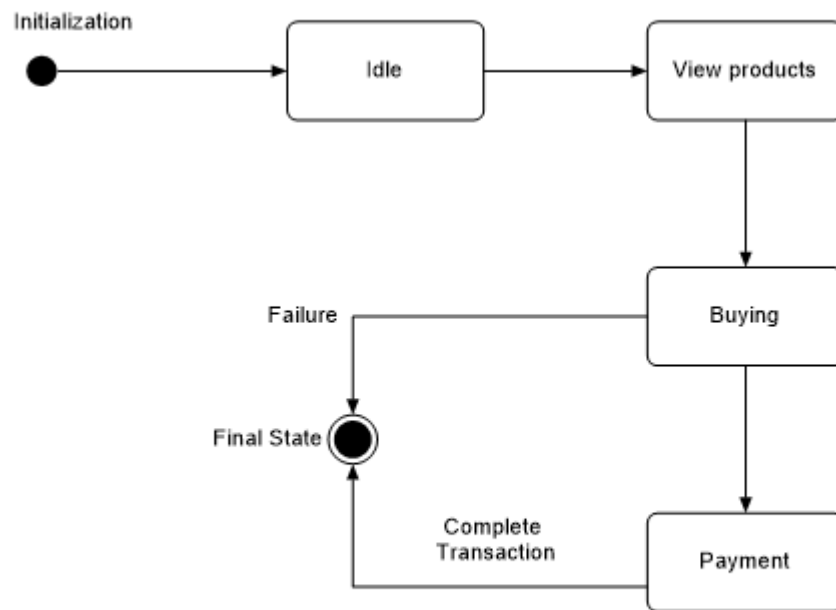 Initialization
Idle
View products
Buying
Failure
Final State
Complete
Transaction
Payment